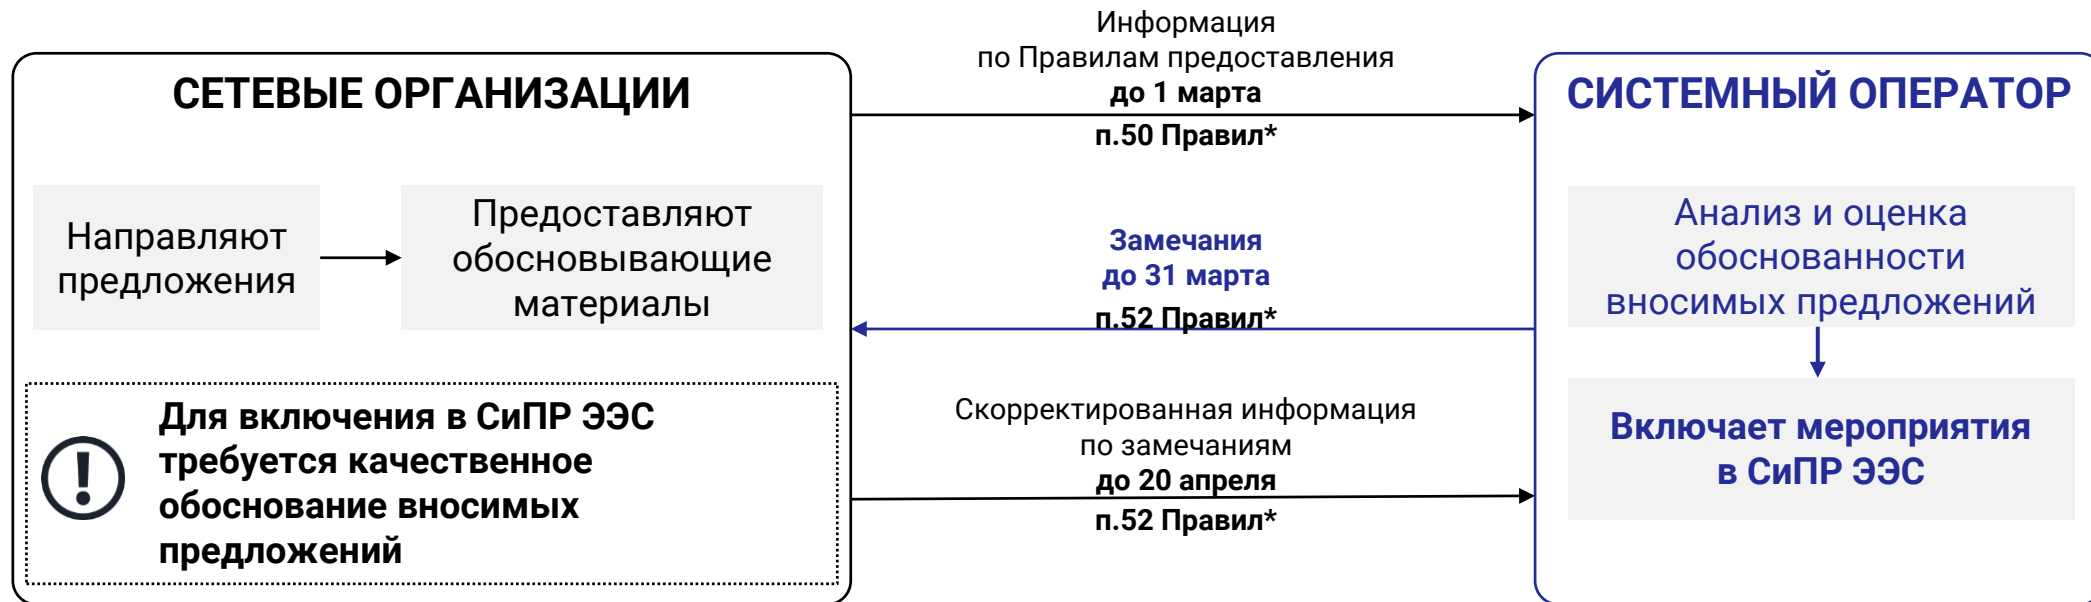 СЕТЕВЫЕ ОРГАНИЗАЦИИ
Направляют
предложения
Предоставляют
обосновывающие
материалы
Для включения в СиПР ЭЭС
требуется качественное
обоснование вносимых
предложений
Информация
по Правилам предоставления
до 1 марта
п.50 Правил*
Замечания
до 31 марта
п.52 Правил*
Скорректированная информация
по замечаниям
до 20 апреля
п.52 Правил*
СИСТЕМНЫЙ ОПЕРАТОР
Анализ и оценка
обоснованности
вносимых предложений
Включает мероприятия
в СиПР ЭЭС